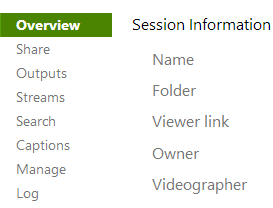 Overview
Share
Outputs
Streams
Search
Captions
Manage
Log
Session Information
Name
Folder
Viewer link
Owner
Videographer